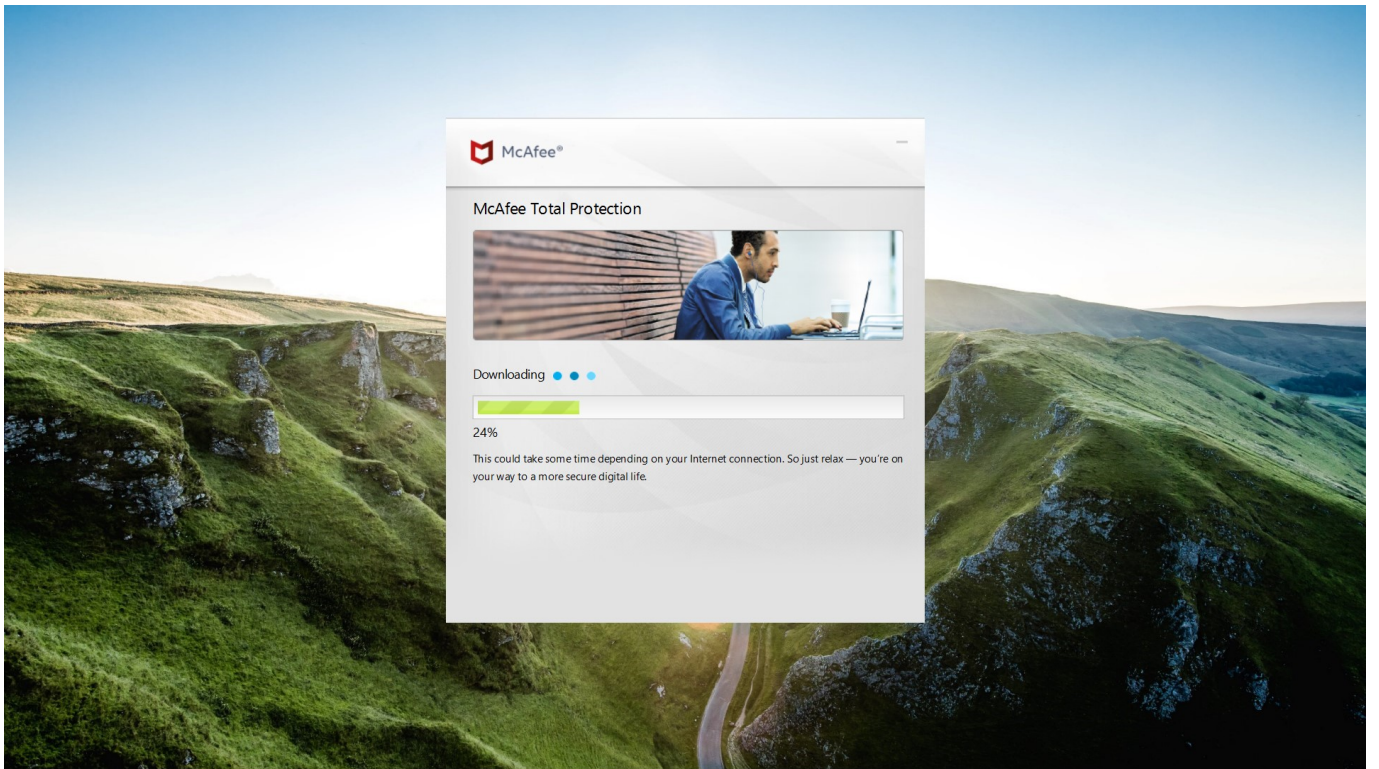 McAfee®
McAfee Total Protection
Downloading
24%
This could take some time depending on your Internet connection. So just relax — you're on
your way to a more secure digital life.